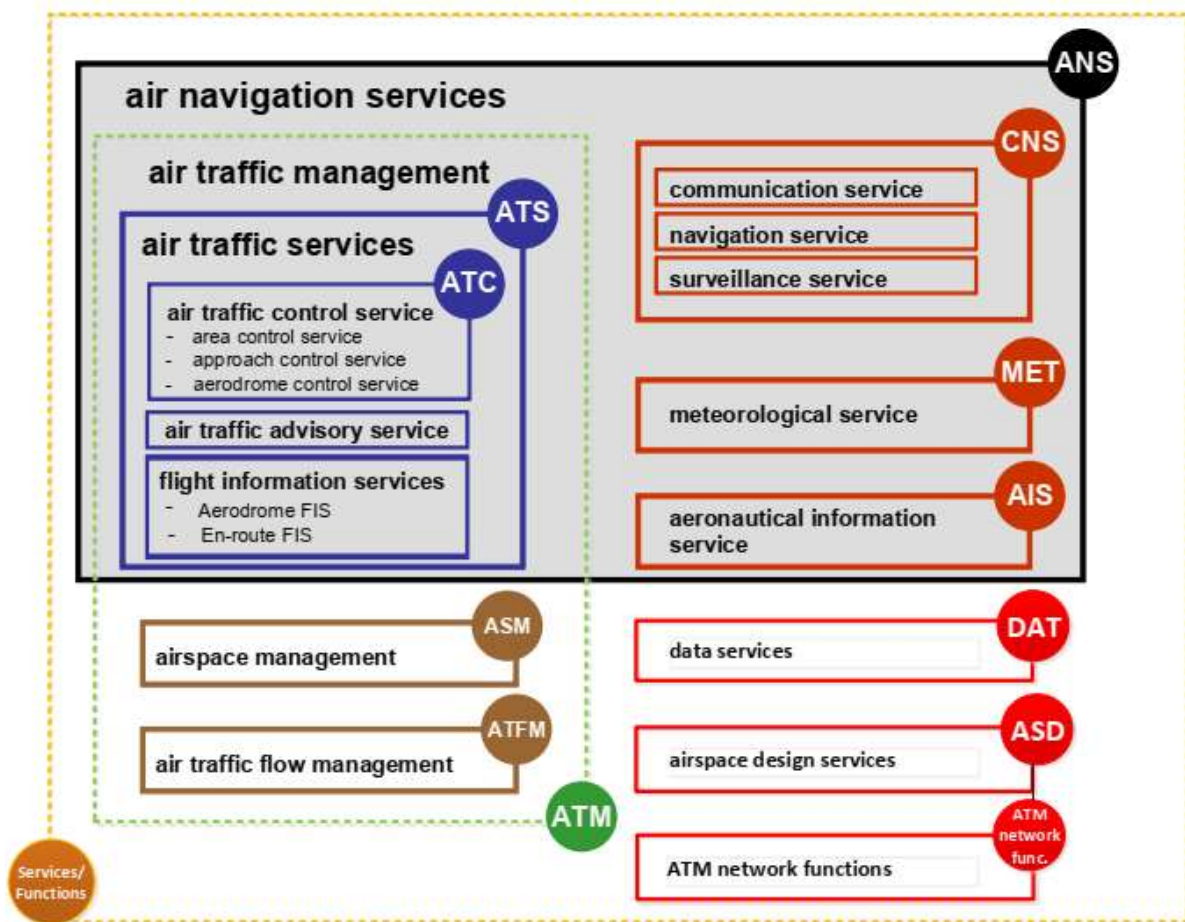 ANS
air navigation services
air traffic management
ATS
air traffic services
ATC
air traffic control service
- area control service
- approach control service
- aerodrome control service
air traffic advisory service
flight information services
- Aerodrome FIS
- En-route FIS
CNS
communication service
navigation service
surveillance service
MET
meteorological service
AIS
aeronautical information
service
ASM
airspace management
ATFM
air traffic flow management
ATM
DAT
data services
ASD
airspace design services
ATM
network
func.
ATM network functions
Services/
Functions